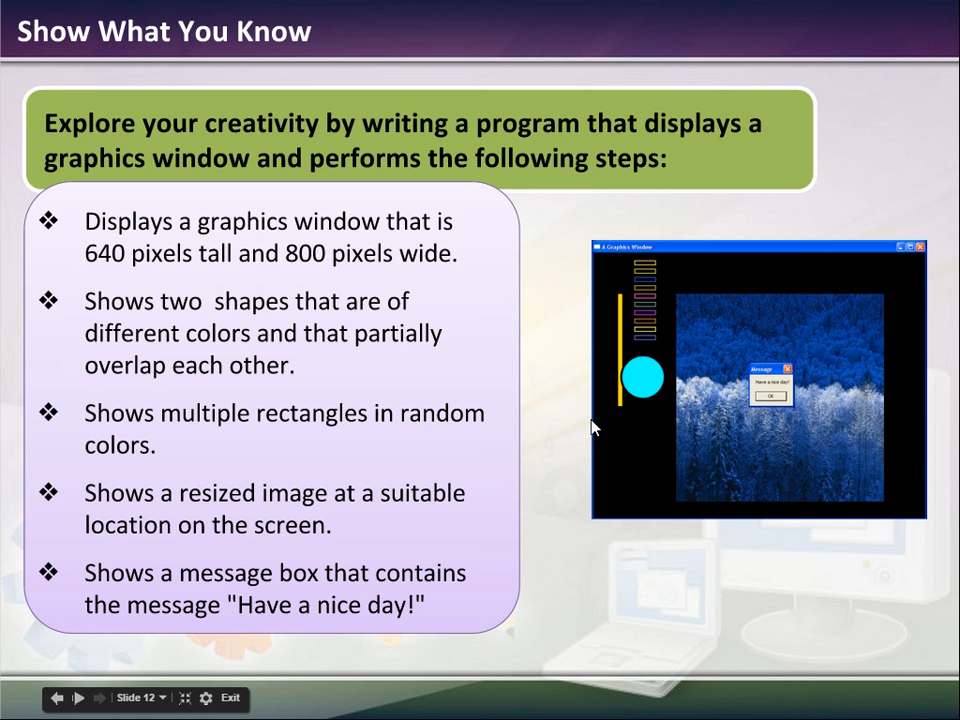 Show What You Know
Explore your creativity by writing a program that displays a
graphics window and performs the following steps:
❖ Displays a graphics window that is
640 pixels tall and 800 pixels wide.
❖ Shows two  shapes that are of
different colors and that partially
overlap each other.
❖ Shows multiple rectangles in random
colors.
❖ Shows a resized image at a suitable
location on the screen.
❖ Shows a message box that contains
the message "Have a nice day!"
A Graphics Window
Message
Have a nice day!
OK
Slide 12
Exit